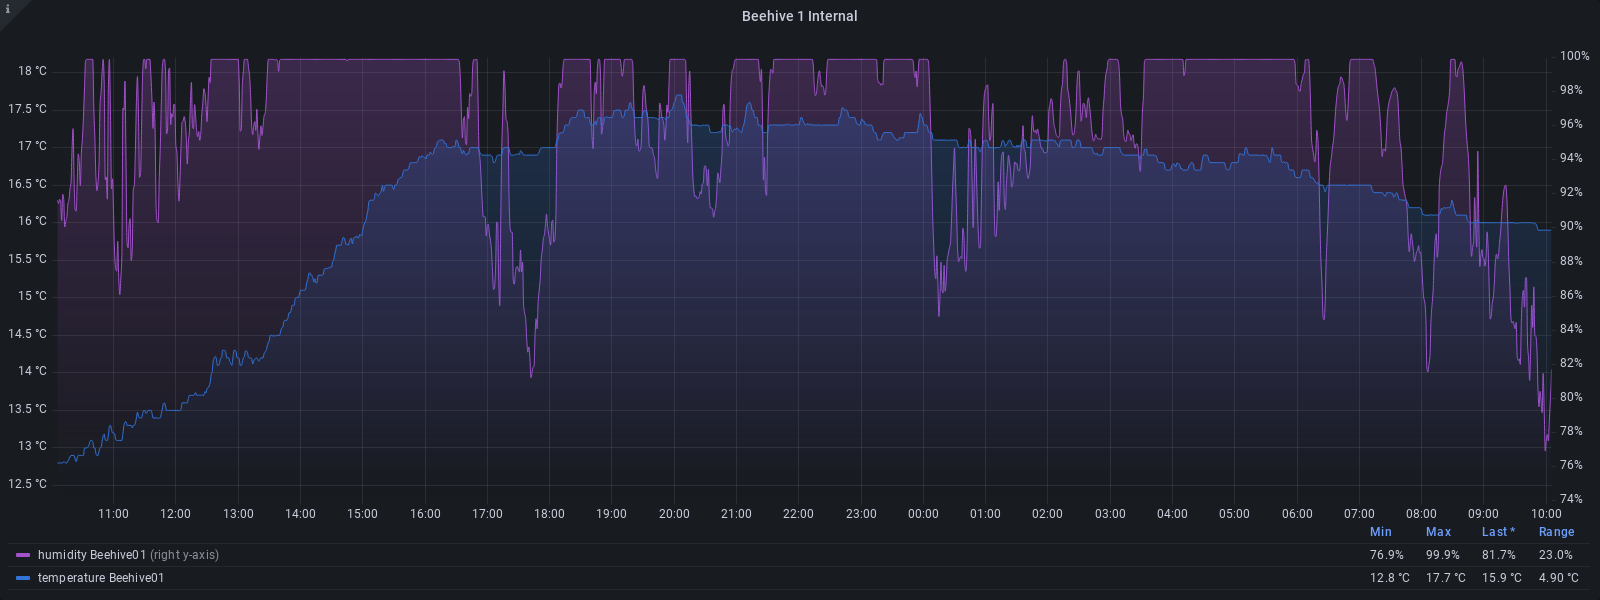 i
Beehive 1 Internal
18 °C
17.5 °C
17 °C
16.5 °C
16 °C
15.5 °C
15 °C
14.5 °C
14 °C
13.5 °C
13 °C
12.5 °C
100%
98%
96%
94%
92%
90%
88%
86%
84%
82%
80%
78%
76%
74%
11:00 12:00 13:00 14:00 15:00 16:00 17:00 18:00 19:00 20:00 21:00 22:00 23:00 00:00 01:00 02:00 03:00 04:00 05:00 06:00 07:00 08:00 09:00 10:00
Min Max Last * Range
humidity Beehive01 (right y-axis) 76.9% 99.9% 81.7% 23.0%
temperature Beehive01 12.8 °C 17.7 °C 15.9 °C 4.90 °C